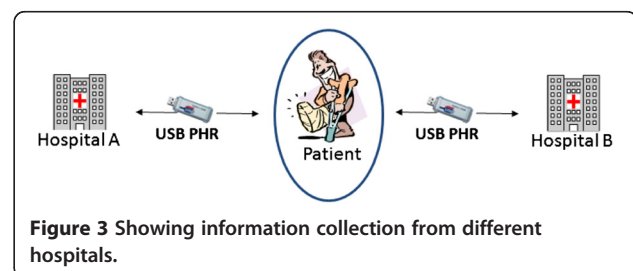 Hospital A
USB PHR
Patient
USB PHR
Hospital B
Figure 3 Showing information collection from different
hospitals.